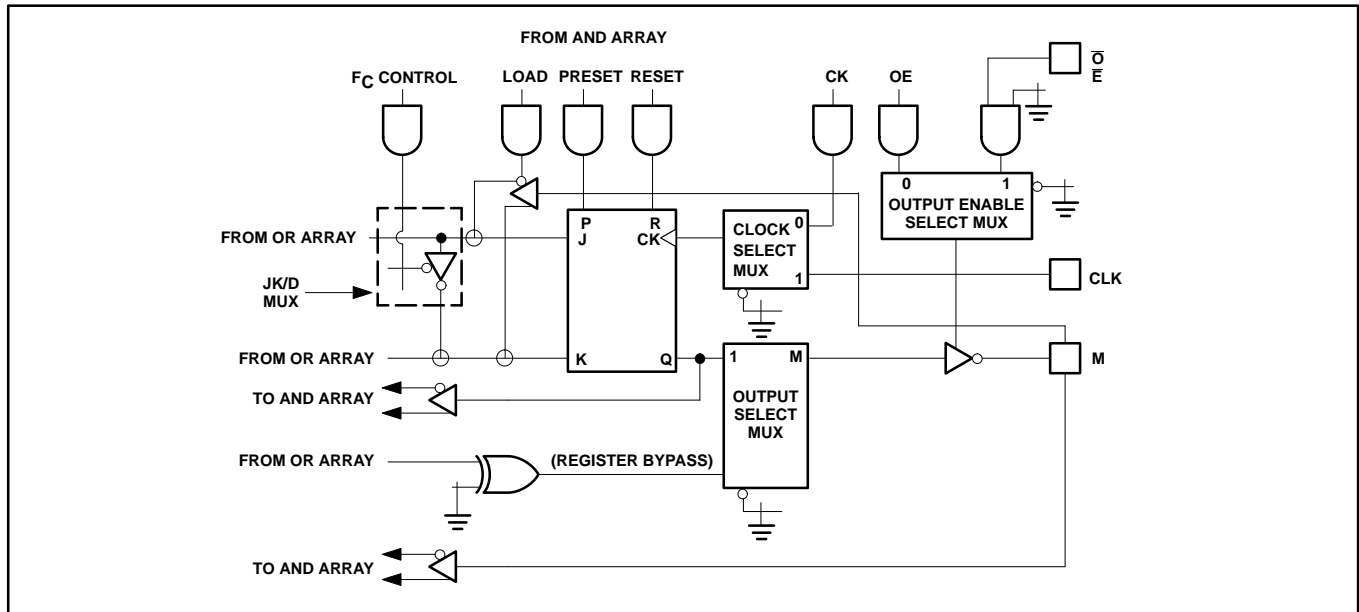 FROM AND ARRAY
FC CONTROL
LOAD
PRESET
RESET
CK
OE
O
E
0
1
OUTPUT ENABLE
SELECT MUX
P
R
J
CK
CLOCK
SELECT
MUX
0
1
FROM OR ARRAY
CLK
JK/D
MUX
FROM OR ARRAY
K
Q
1
M
M
OUTPUT
SELECT
MUX
TO AND ARRAY
FROM OR ARRAY
(REGISTER BYPASS)
TO AND ARRAY